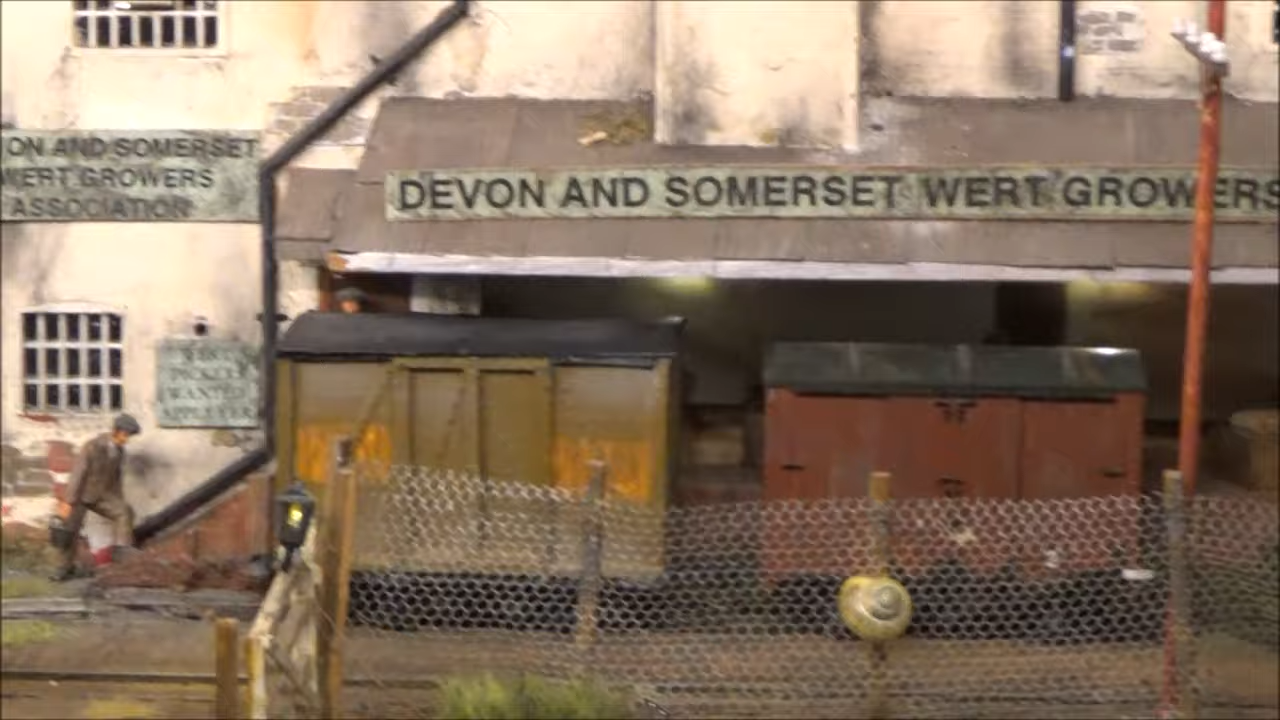 ON AND SOMERSET
WERT GROWERS
ASSOCIATION
DEVON AND SOMERSET WERT GROWERS
WANTED